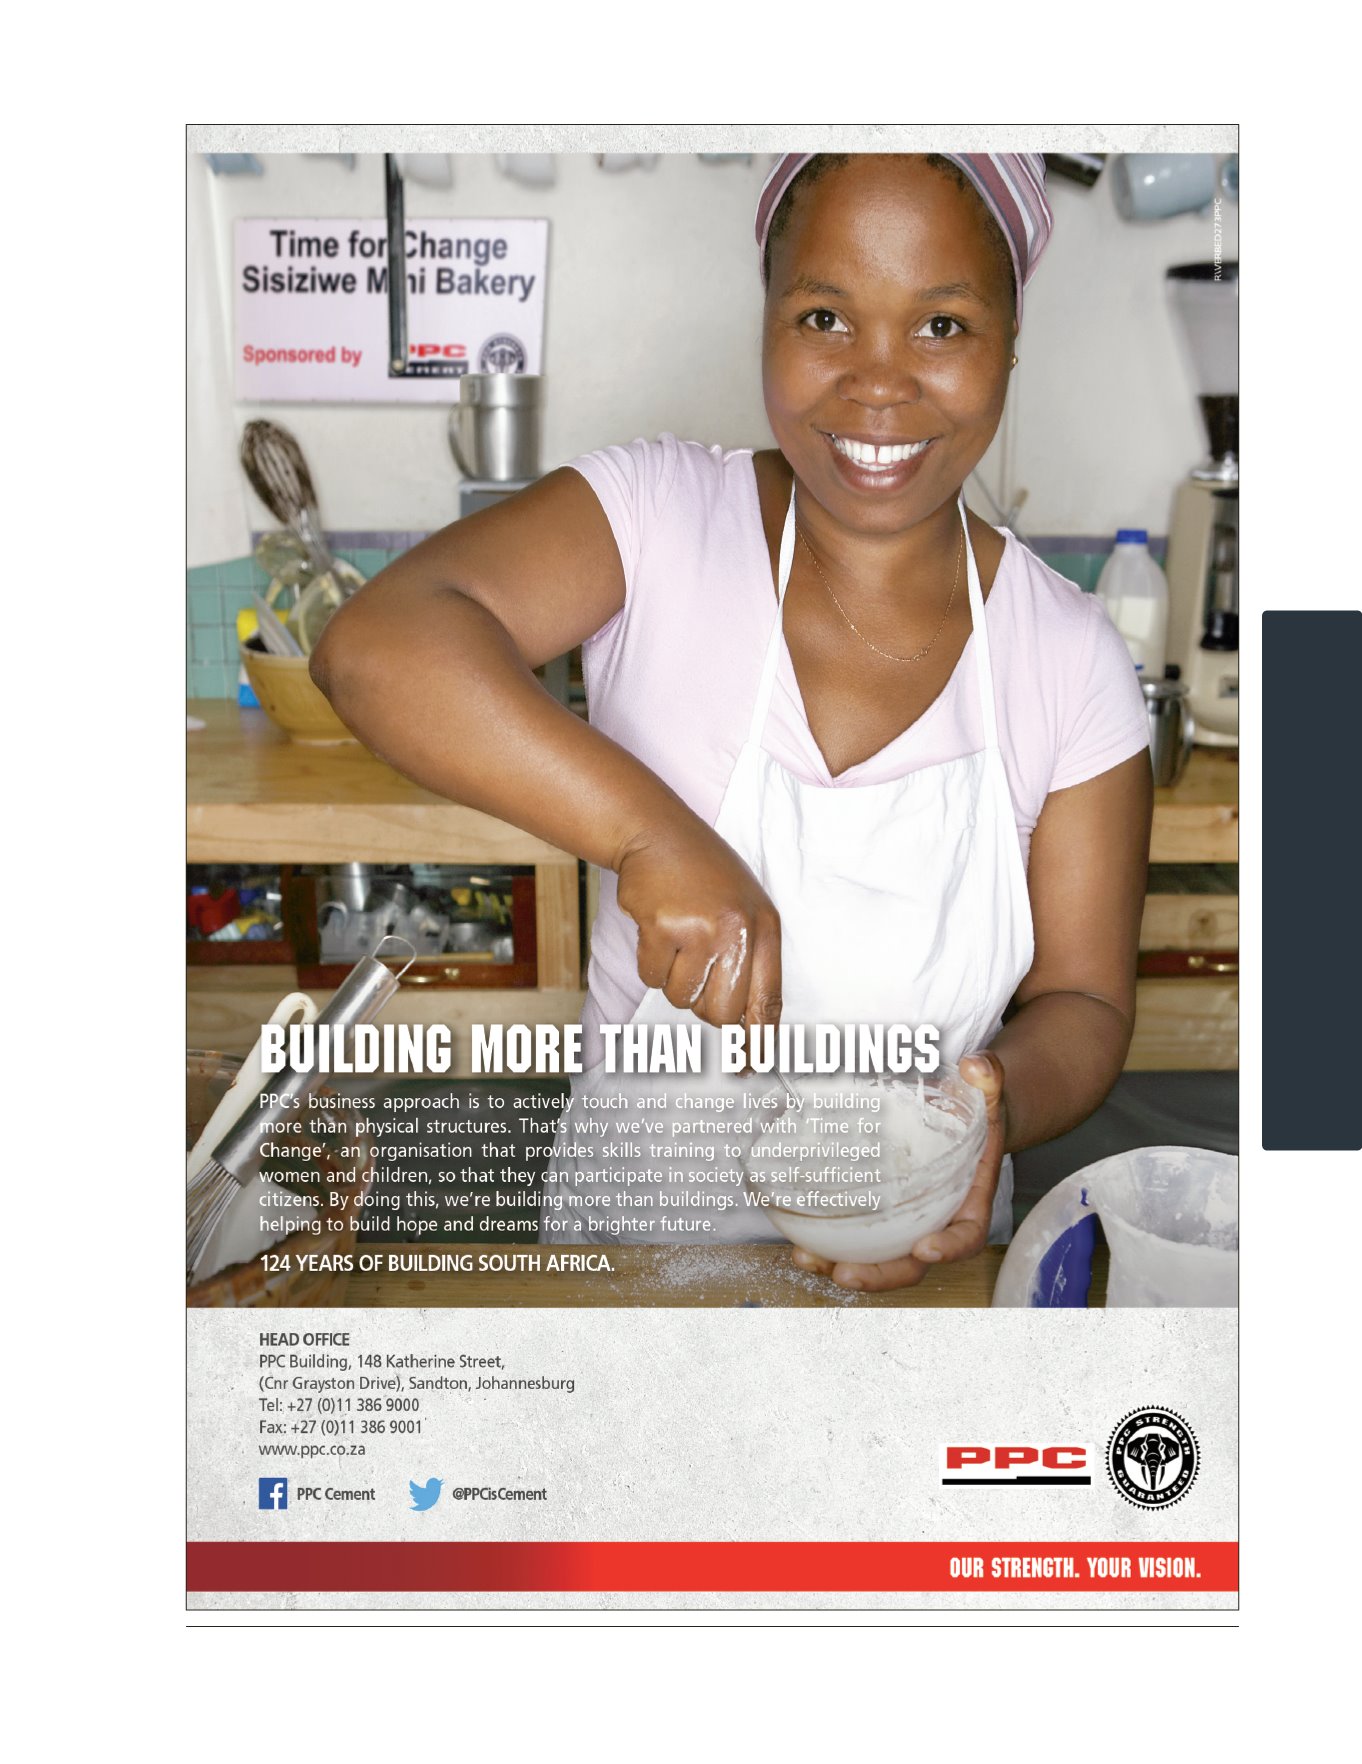 Time for Change
Sisiziwe Mini Bakery
Sponsored by
PPC
CEMENT
RIVERBED273PPC
BUILDING MORE THAN BUILDINGS
PPC’s business approach is to actively touch and change lives by building
more than physical structures. That’s why we’ve partnered with ‘Time for
Change’, an organisation that provides skills training to underprivileged
women and children, so that they can participate in society as self-sufficient
citizens. By doing this, we’re building more than buildings. We’re effectively
helping to build hope and dreams for a brighter future.
124 YEARS OF BUILDING SOUTH AFRICA.
HEAD OFFICE
PPC Building, 148 Katherine Street,
(Cnr Grayston Drive), Sandton, Johannesburg
Tel: +27 (0)11 386 9000
Fax: +27 (0)11 386 9001
www.ppc.co.za
PPC Cement
@PPCisCement
PPC
PPC STRENGTH
GUARANTEED
OUR STRENGTH. YOUR VISION.